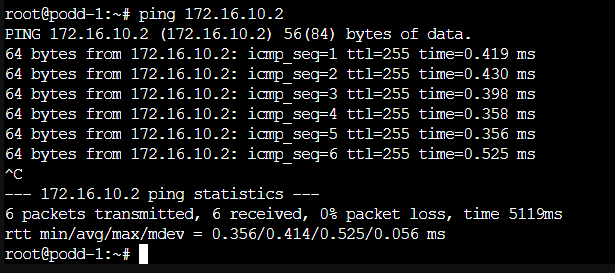 root@podd-1:~# ping 172.16.10.2
PING 172.16.10.2 (172.16.10.2) 56(84) bytes of data.
64 bytes from 172.16.10.2: icmp_seq=1 ttl=255 time=0.419 ms
64 bytes from 172.16.10.2: icmp_seq=2 ttl=255 time=0.430 ms
64 bytes from 172.16.10.2: icmp_seq=3 ttl=255 time=0.398 ms
64 bytes from 172.16.10.2: icmp_seq=4 ttl=255 time=0.358 ms
64 bytes from 172.16.10.2: icmp_seq=5 ttl=255 time=0.356 ms
64 bytes from 172.16.10.2: icmp_seq=6 ttl=255 time=0.525 ms
^C
--- 172.16.10.2 ping statistics ---
6 packets transmitted, 6 received, 0% packet loss, time 5119ms
rtt min/avg/max/mdev = 0.356/0.414/0.525/0.056 ms
root@podd-1:~#